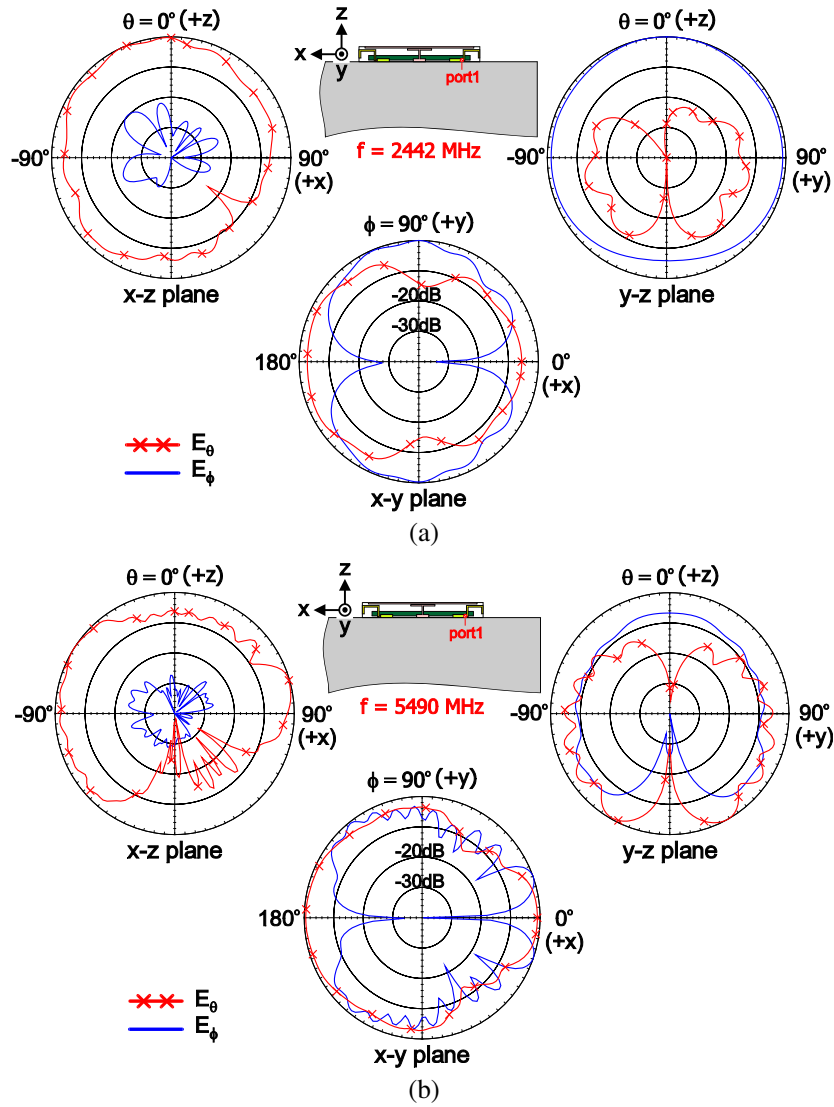 θ = 0° (+z)
-90°
90°
(+x)
x-z plane
z
x
y
port1
f = 2442 MHz
θ = 0° (+z)
-90°
90°
(+y)
y-z plane
ϕ = 90° (+y)
-20dB
-30dB
180°
0°
(+x)
x-y plane
Eθ
Eϕ
(a)
θ = 0° (+z)
-90°
90°
(+x)
x-z plane
z
x
y
port1
f = 5490 MHz
θ = 0° (+z)
-90°
90°
(+y)
y-z plane
ϕ = 90° (+y)
-20dB
-30dB
180°
0°
(+x)
x-y plane
Eθ
Eϕ
(b)